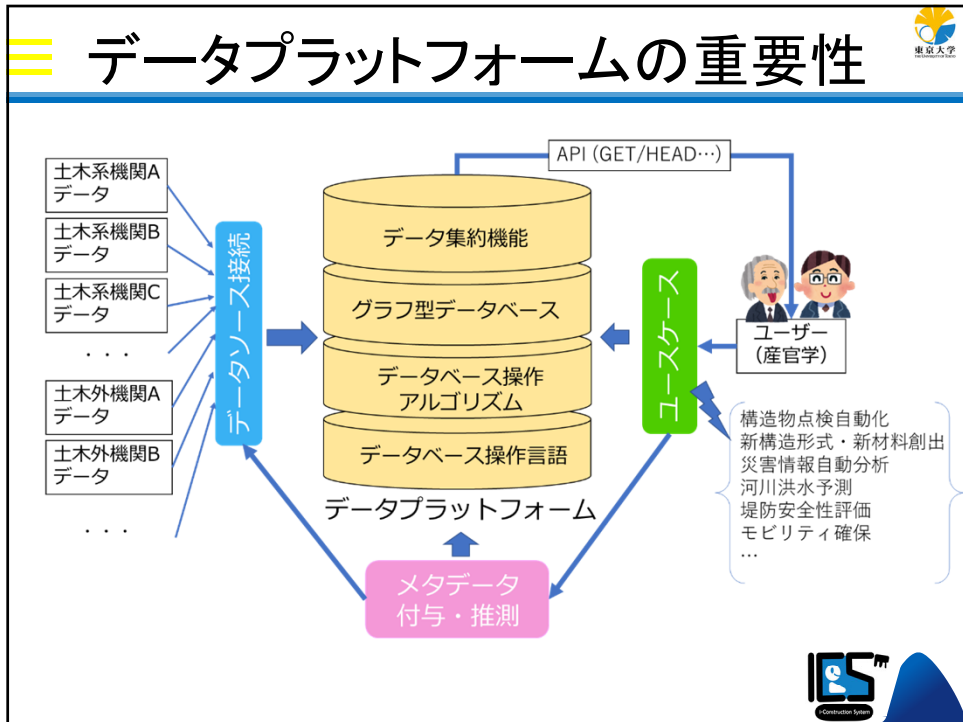 データプラットフォームの重要性
東京大学
THE UNIVERSITY OF TOKYO
API (GET/HEAD…)
土木系機関A
データ
土木系機関B
データ
土木系機関C
データ
・・・
土木外機関A
データ
土木外機関B
データ
・・・
データソース接続
データ集約機能
グラフ型データベース
データベース操作
アルゴリズム
データベース操作言語
データプラットフォーム
メタデータ
付与・推測
ユースケース
ユーザー
(産官学)
構造物点検自動化
新構造形式・新材料創出
災害情報自動分析
河川洪水予測
堤防安全性評価
モビリティ確保
…
ICS
i-Construction System